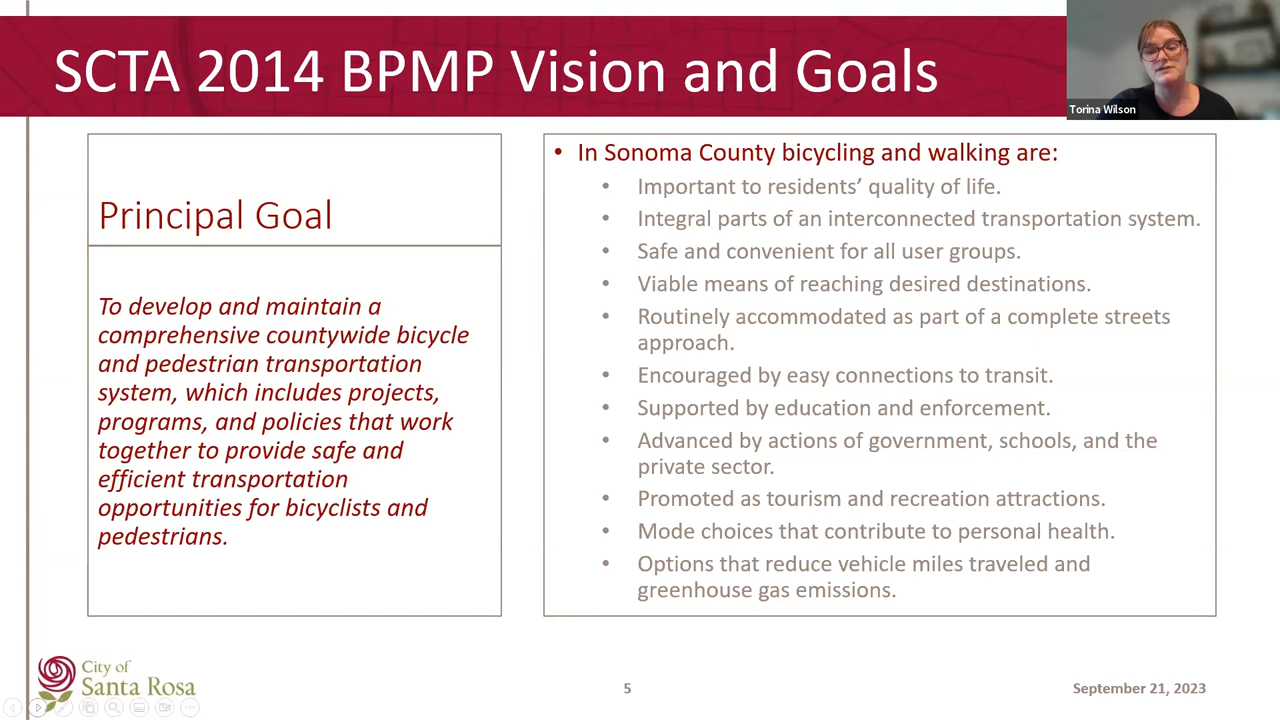 SCTA 2014 BPMP Vision and Goals
Torina Wilson
Principal Goal
To develop and maintain a
comprehensive countywide bicycle
and pedestrian transportation
system, which includes projects,
programs, and policies that work
together to provide safe and
efficient transportation
opportunities for bicyclists and
pedestrians.
• In Sonoma County bicycling and walking are:
• Important to residents’ quality of life.
• Integral parts of an interconnected transportation system.
• Safe and convenient for all user groups.
• Viable means of reaching desired destinations.
• Routinely accommodated as part of a complete streets
approach.
• Encouraged by easy connections to transit.
• Supported by education and enforcement.
• Advanced by actions of government, schools, and the
private sector.
• Promoted as tourism and recreation attractions.
• Mode choices that contribute to personal health.
• Options that reduce vehicle miles traveled and
greenhouse gas emissions.
City of
Santa Rosa
5
September 21, 2023